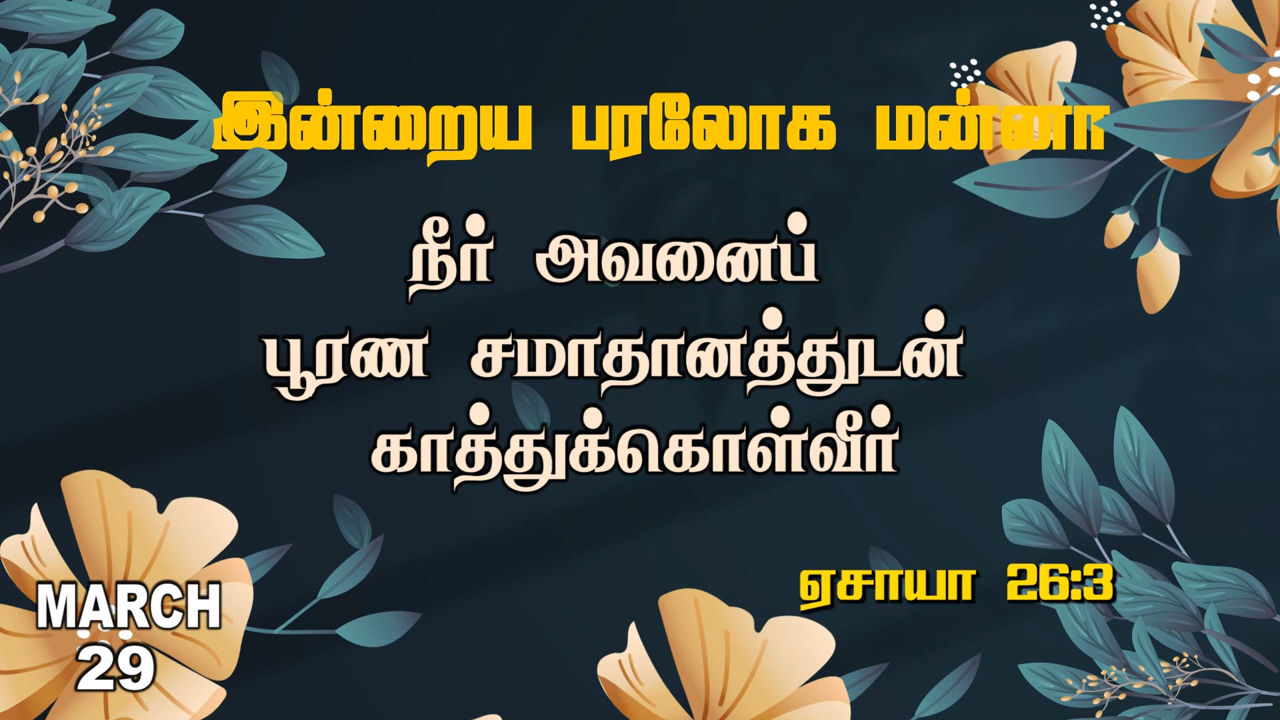 இன்றைய பரலோக மன்னா
நீர் அவனைப்
பூரண சமாதானத்துடன்
காத்துக்கொள்வீர்
ஏசாயா 26:3
MARCH
29